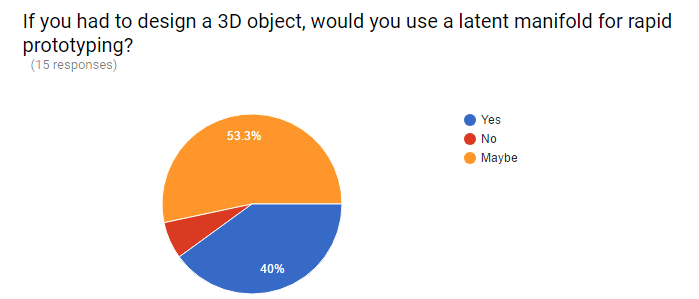 If you had to design a 3D object, would you use a latent manifold for rapid
prototyping?
(15 responses)
53.3%
40%
Yes
No
Maybe